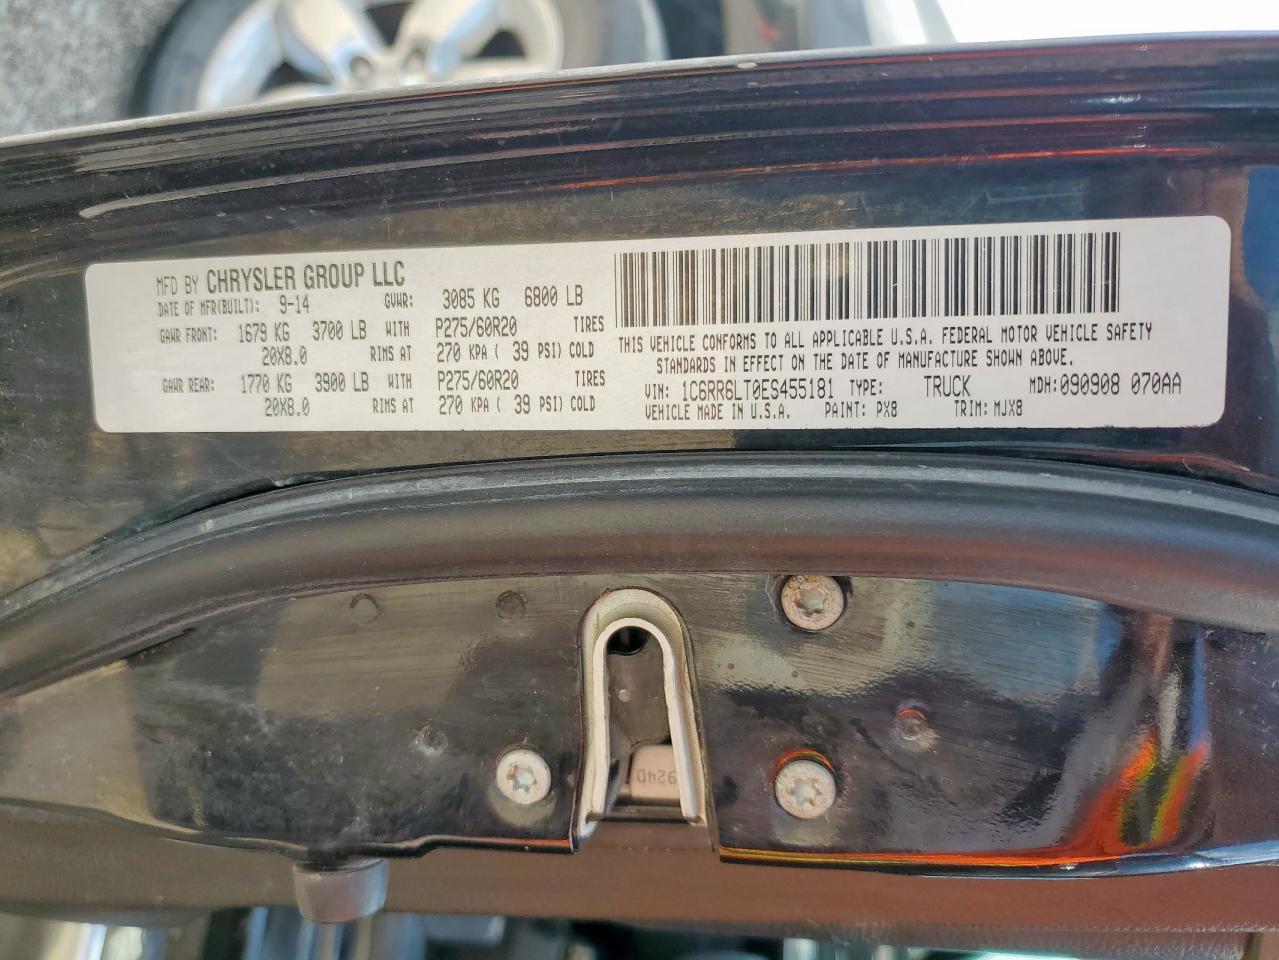 MFD BY CHRYSLER GROUP LLC
DATE OF MFR(BUILT): 9-14 GVWR: 3085 KG 6800 LB
GAWR FRONT: 1679 KG 3700 LB WITH P275/60R20 TIRES
20X8.0 RIMS AT 270 KPA ( 39 PSI) COLD
GAWR REAR: 1770 KG 3900 LB WITH P275/60R20 TIRES
20X8.0 RIMS AT 270 KPA ( 39 PSI) COLD
THIS VEHICLE CONFORMS TO ALL APPLICABLE U.S.A. FEDERAL MOTOR VEHICLE SAFETY
STANDARDS IN EFFECT ON THE DATE OF MANUFACTURE SHOWN ABOVE.
VIN: 1C6RR6LT0ES455181 TYPE: TRUCK MDH: 090908 070AA
VEHICLE MADE IN U.S.A. PAINT: PX8 TRIM: MJX8